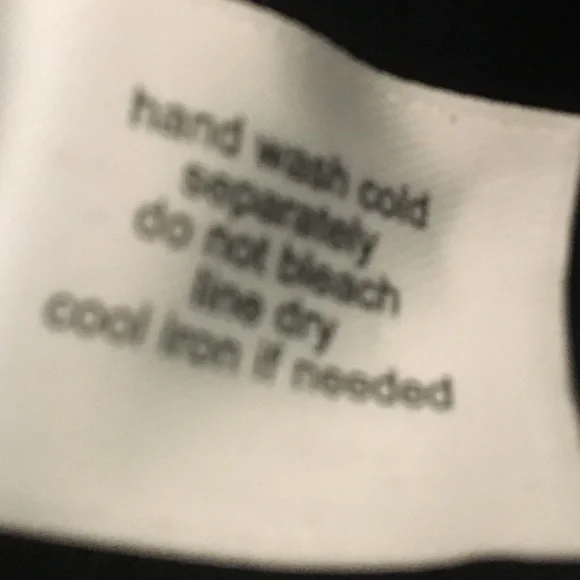 hand wash cold
separately
do not bleach
line dry
cool iron if needed